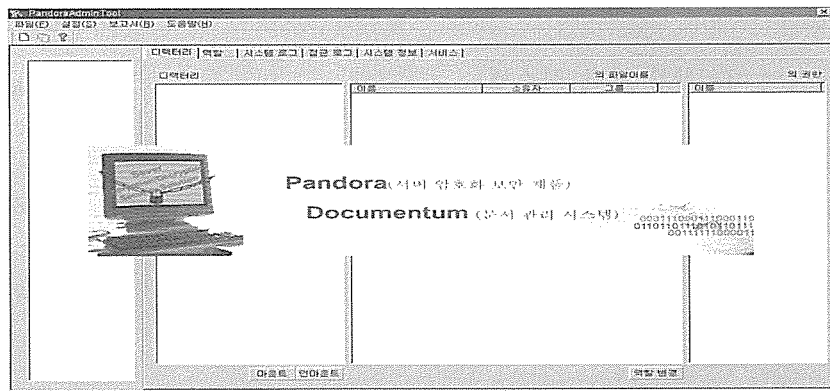 PandoraAdminTool
파일(F) 설정(S) 보고서(R) 도움말(H)
디렉터리 역할 시스템 로그 접근 로그 시스템 정보 서비스
디렉터리 의 파일이름 의 권한
이름 소유자 그룹 이름
Pandora(서버 암호화 보안 제품)
Documentum (문서 관리 시스템)
000111000111000110
0110110111010110111
00111111000011
마운트 언마운트 역할 변경